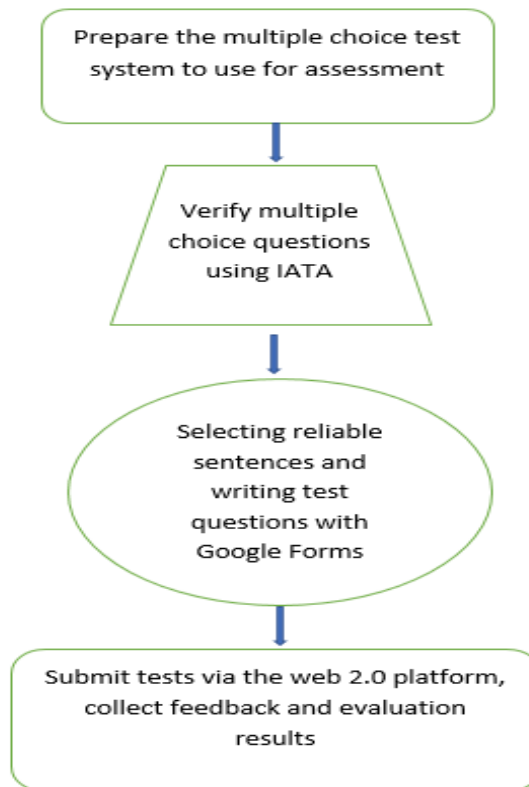 Prepare the multiple choice test
system to use for assessment
Verify multiple
choice questions
using IATA
Selecting reliable
sentences and
writing test
questions with
Google Forms
Submit tests via the web 2.0 platform,
collect feedback and evaluation
results